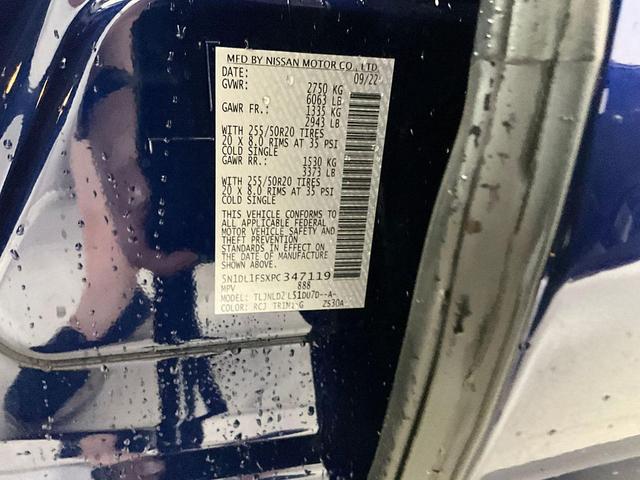 MFD BY NISSAN MOTOR CO., LTD
DATE: 09/22
GVWR: 2750 KG
6063 LB
GAWR FR.: 1335 KG
2943 LB
WITH 255/50R20 TIRES
20 X 8.0 RIMS AT 35 PSI
COLD SINGLE
GAWR RR.: 1530 KG
3373 LB
WITH 255/50R20 TIRES
20 X 8.0 RIMS AT 35 PSI
COLD SINGLE
THIS VEHICLE CONFORMS TO
ALL APPLICABLE FEDERAL
MOTOR VEHICLE SAFETY AND
THEFT PREVENTION
STANDARDS IN EFFECT ON
THE DATE OF MANUFACTURE
SHOWN ABOVE.
5N1DL1FSXPC347119
MPV 888
MODEL:
COLOR: RCJ TRIM: G